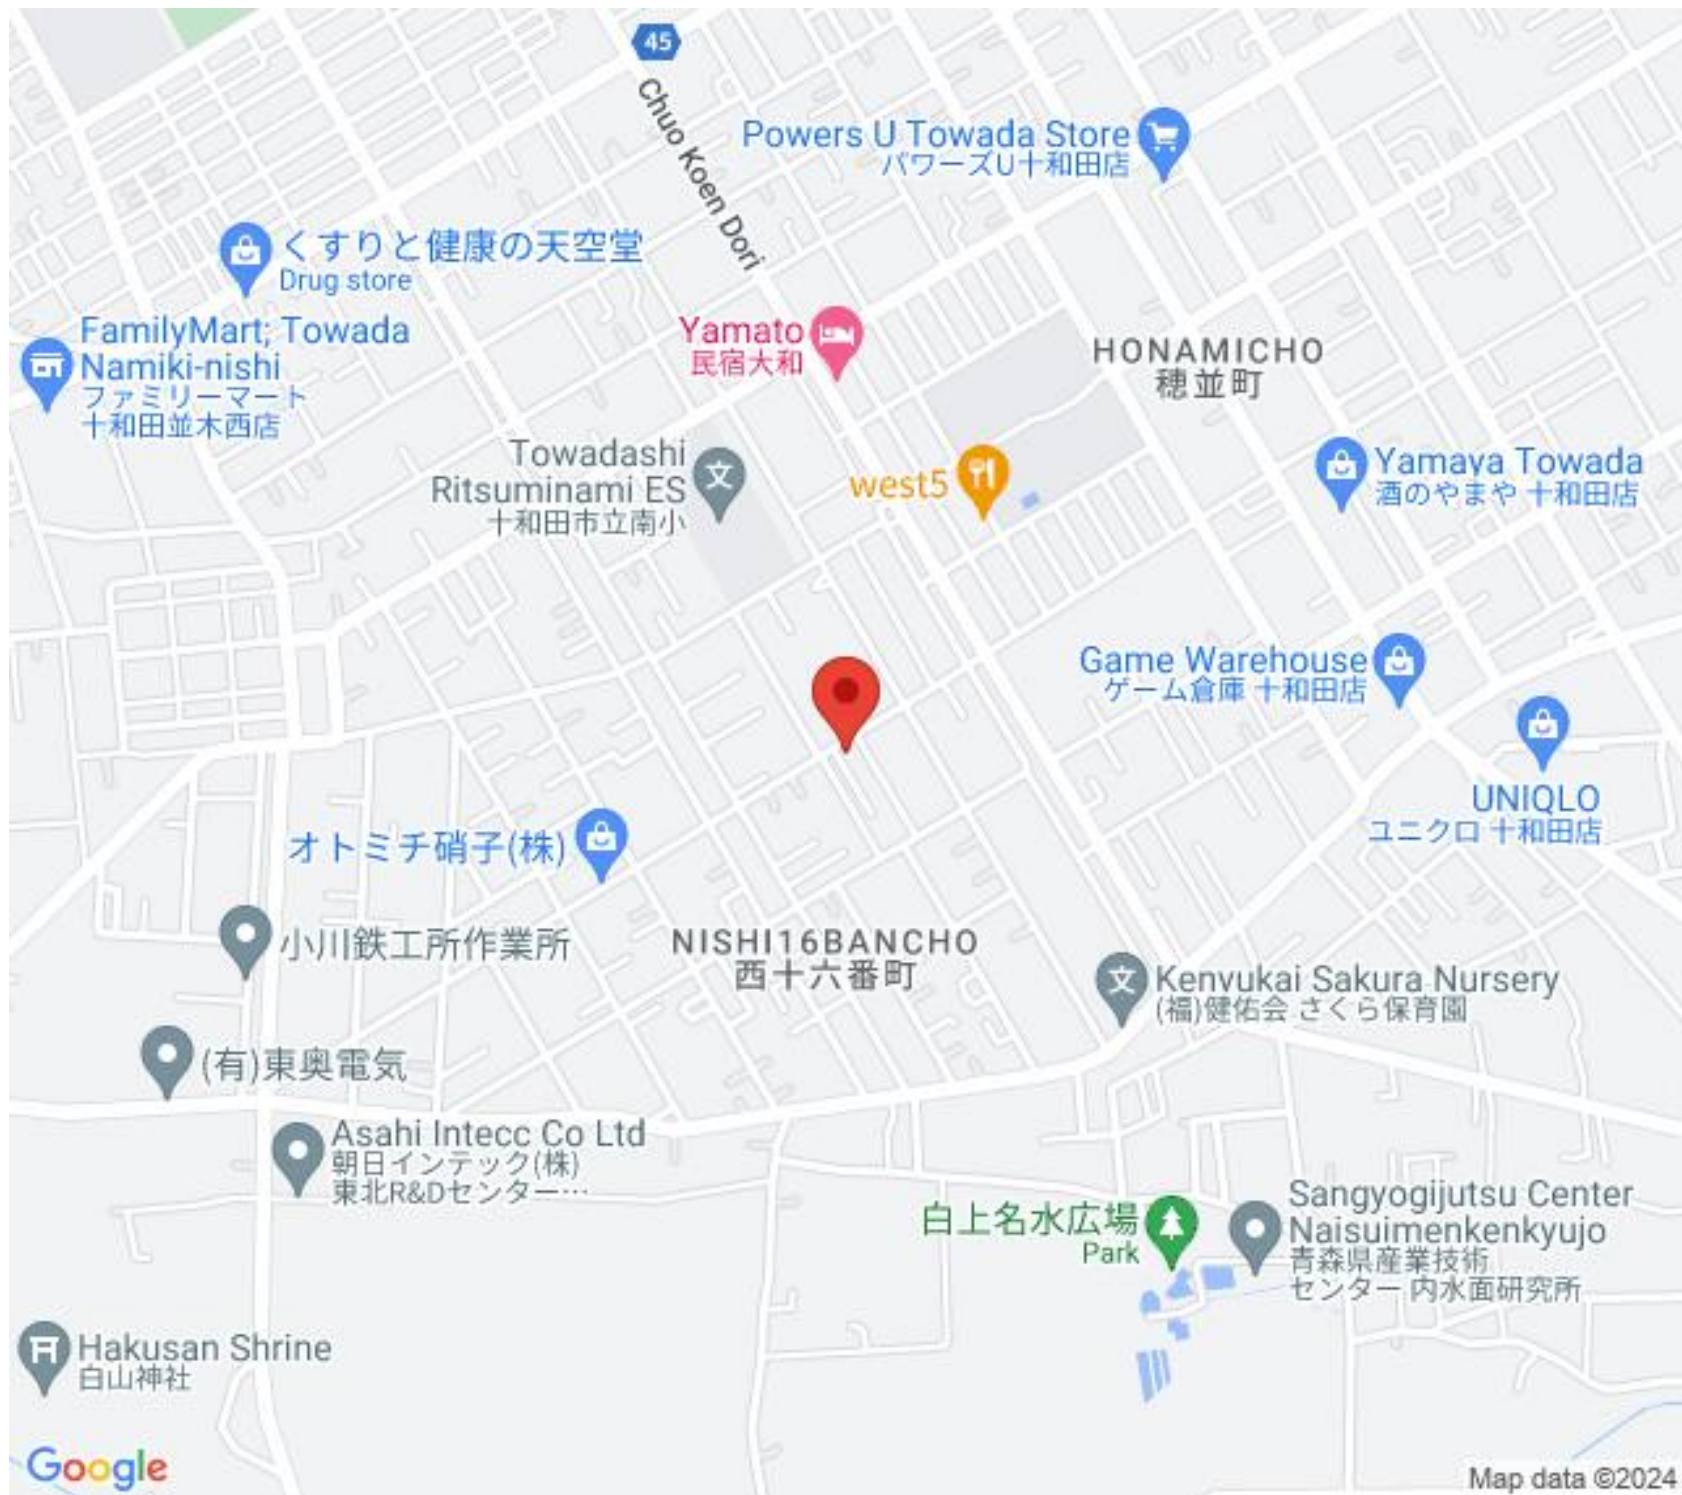 45
Chuo Koen Dori
Powers U Towada Store
パワーズU十和田店
くすりと健康の天空堂
Drug store
FamilyMart; Towada
Namiki-nishi
ファミリーマート
十和田並木西店
Yamato
民宿大和
HONAMICHO
穂並町
Towadashi
Ritsuminami ES
十和田市立南小
west5
Yamaya Towada
酒のやまや 十和田店
Game Warehouse
ゲーム倉庫 十和田店
UNIQLO
ユニクロ 十和田店
オトミチ硝子(株)
小川鉄工所作業所
NISHI16BANCHO
西十六番町
Kenyukai Sakura Nursery
(福)健佑会 さくら保育園
(有)東奥電気
Asahi Intecc Co Ltd
朝日インテック(株)
東北R&Dセンター…
白上名水広場
Park
Sangyogijutsu Center
Naisuimenkenkyujo
青森県産業技術
センター 内水面研究所
Hakusan Shrine
白山神社
Google
Map data ©2024